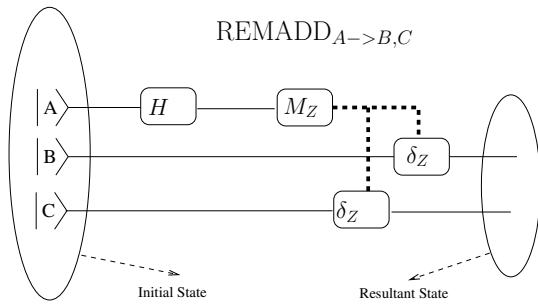 REMADD_{A->B,C}
|A> H M_Z
|B> δ_Z
|C> δ_Z
Initial State Resultant State